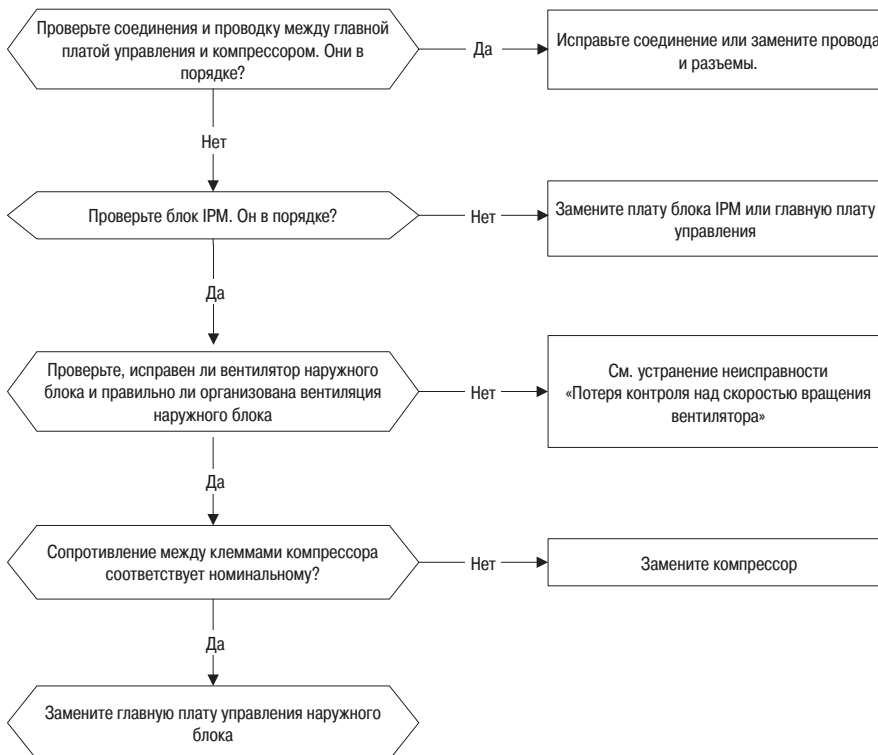 Проверьте соединения и проводку между главной
платой управления и компрессором. Они в
порядке?
Да
Исправьте соединение или замените провода
и разъемы.
Нет
Проверьте блок IPM. Он в порядке?
Нет
Замените плату блока IPM или главную плату
управления
Да
Проверьте, исправен ли вентилятор наружного
блока и правильно ли организована вентиляция
наружного блока
Нет
См. устранение неисправности
«Потеря контроля над скоростью вращения
вентилятора»
Да
Сопротивление между клеммами компрессора
соответствует номинальному?
Нет
Замените компрессор
Да
Замените главную плату управления наружного
блока